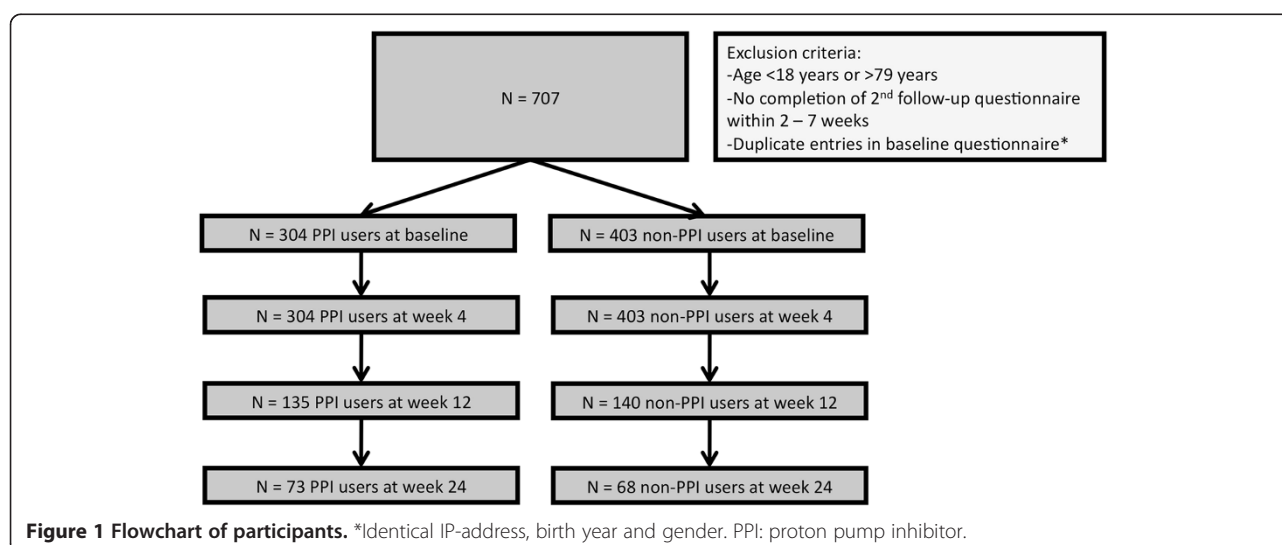 N = 707
Exclusion criteria:
-Age <18 years or >79 years
-No completion of 2nd follow-up questionnaire
within 2 – 7 weeks
-Duplicate entries in baseline questionnaire*
N = 304 PPI users at baseline
N = 403 non-PPI users at baseline
N = 304 PPI users at week 4
N = 403 non-PPI users at week 4
N = 135 PPI users at week 12
N = 140 non-PPI users at week 12
N = 73 PPI users at week 24
N = 68 non-PPI users at week 24
Figure 1 Flowchart of participants. *Identical IP-address, birth year and gender. PPI: proton pump inhibitor.